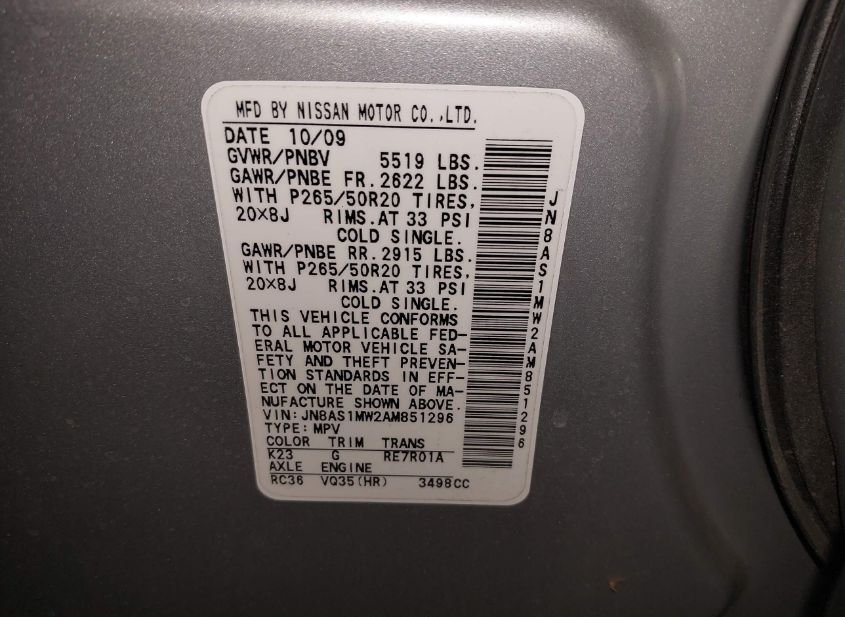 MFD BY NISSAN MOTOR CO.,LTD.
DATE 10/09
GVWR/PNBV 5519 LBS.
GAWR/PNBE FR.2622 LBS.
WITH P265/50R20 TIRES,
20×8J RIMS.AT 33 PSI
COLD SINGLE.
GAWR/PNBE RR.2915 LBS.
WITH P265/50R20 TIRES,
20×8J RIMS.AT 33 PSI
COLD SINGLE.
THIS VEHICLE CONFORMS
TO ALL APPLICABLE FED-
ERAL MOTOR VEHICLE SA-
FETY AND THEFT PREVEN-
TION STANDARDS IN EFF-
ECT ON THE DATE OF MA-
NUFACTURE SHOWN ABOVE.
VIN:JN8AS1MW2AM851296
TYPE:MPV
COLOR TRIM TRANS
K23 G RE7R01A
AXLE ENGINE
RC36 VQ35(HR) 3498CC
JN8AS1MW2AM851296